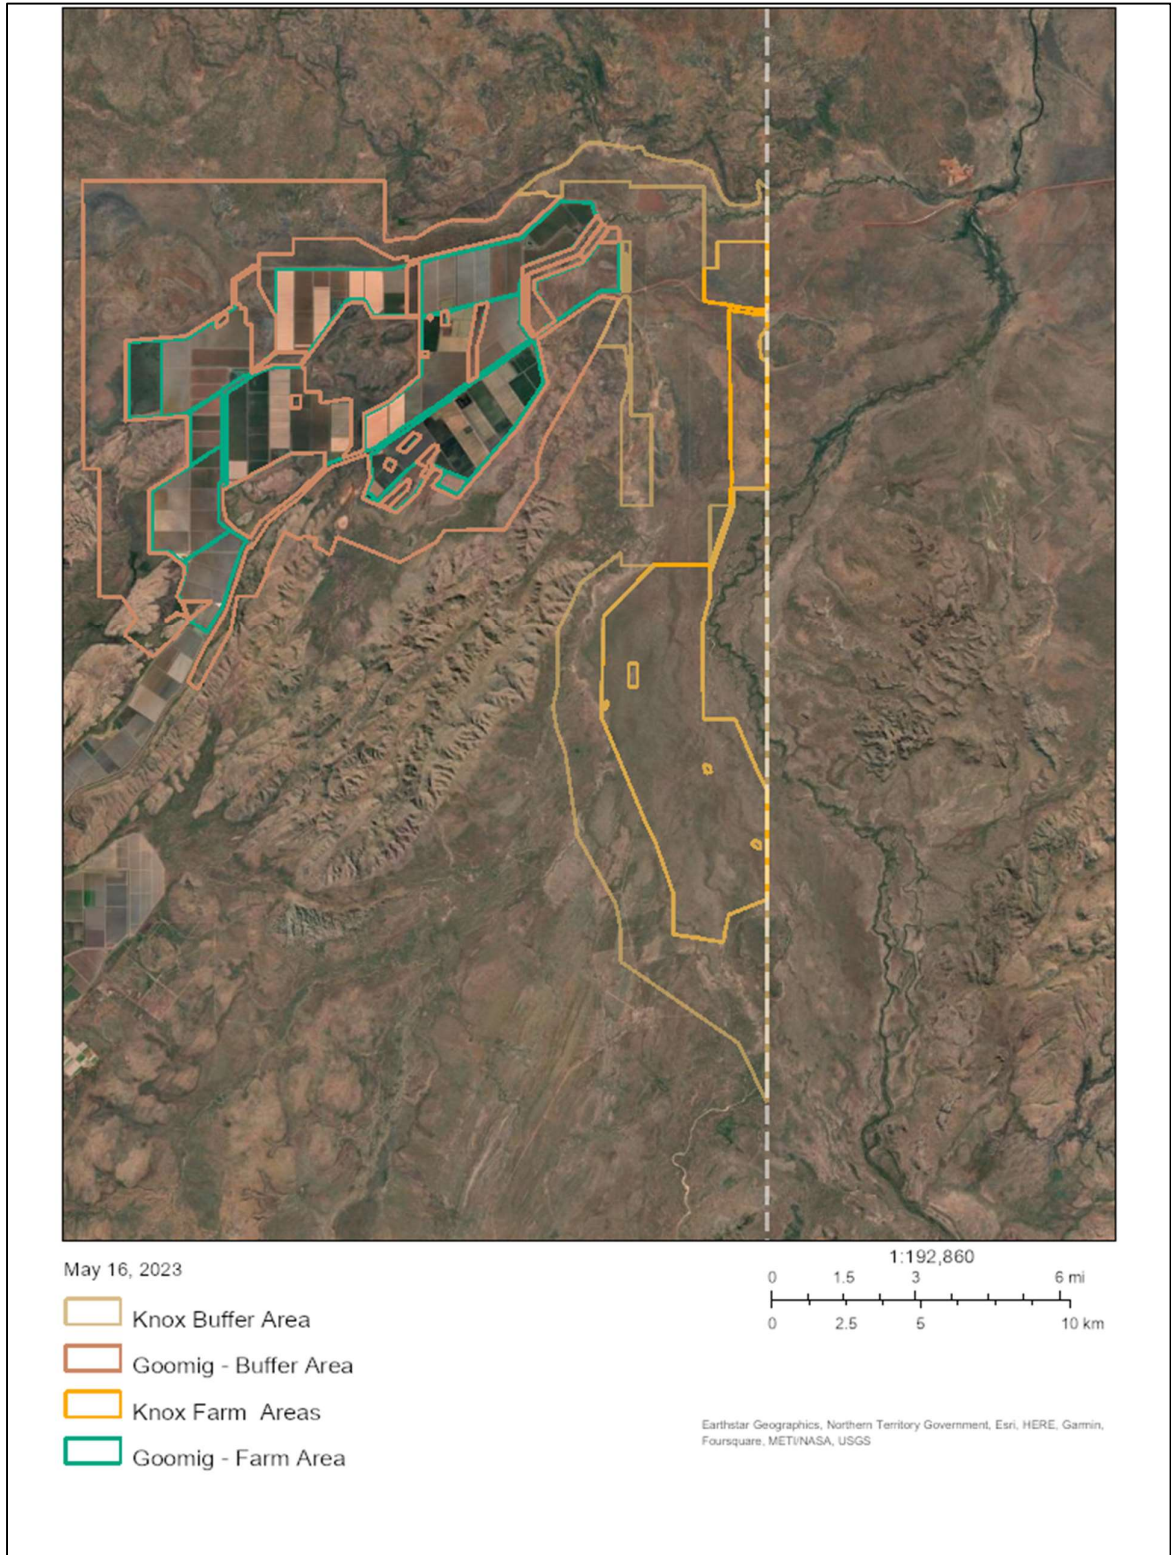 May 16, 2023
1:192,860
0 1.5 3 6 mi
0 2.5 5 10 km
Knox Buffer Area
Goomig - Buffer Area
Knox Farm Areas
Goomig - Farm Area
Earthstar Geographics, Northern Territory Government, Esri, HERE, Garmin,
Foursquare, METI/NASA, USGS